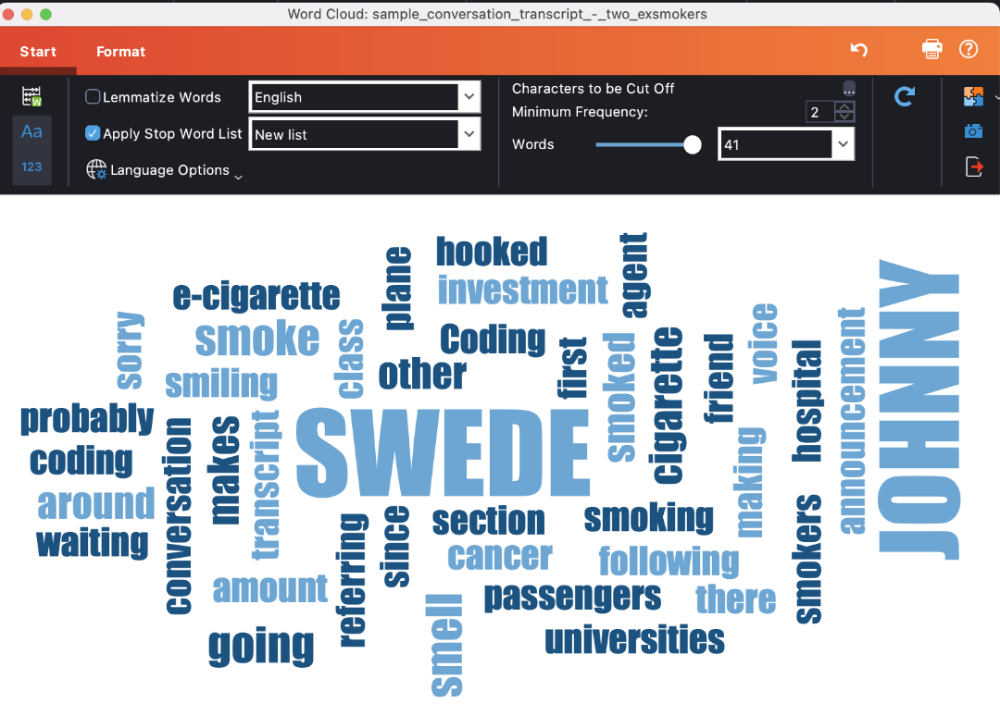 Word Cloud: sample_conversation_transcript_-_two_exsmokers
Start Format
W
Aa
123
Lemmatize Words English
Apply Stop Word List New list
Language Options
Characters to be Cut Off ...
Minimum Frequency: 2
Words 41
hooked
investment
agent
plane
e-cigarette
smoke
smiling
sorry
class
Coding
other
first
smoked
cigarette
friend
voice
hospital
announcement
JOHNNY
probably
coding
around
waiting
conversation
makes
transcript
SWEDE
making
section
smoking
cancer
following
since
referring
amount
passengers
there
smokers
going
smell
universities